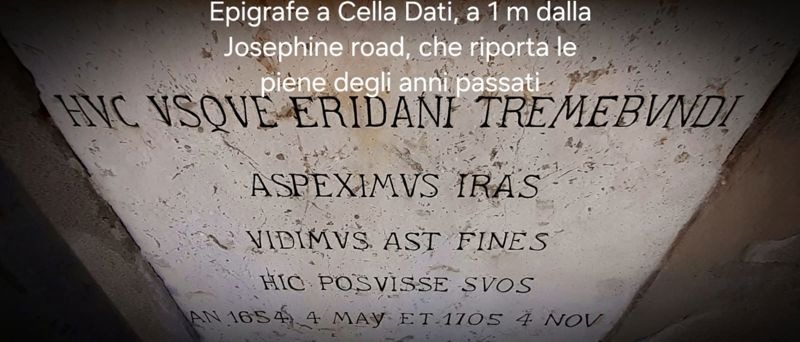 Epigrafe a Cella Dati, a 1 m dalla
Josephine road, che riporta le
piene degli anni passati
HVC VSQVE ERIDANI TREMEBVNDI
ASPEXIMVS IRAS
VIDIMVS AST FINES
HIC POSVISSE SVOS
AN 1654 4 MAY ET 1705 4 NOV